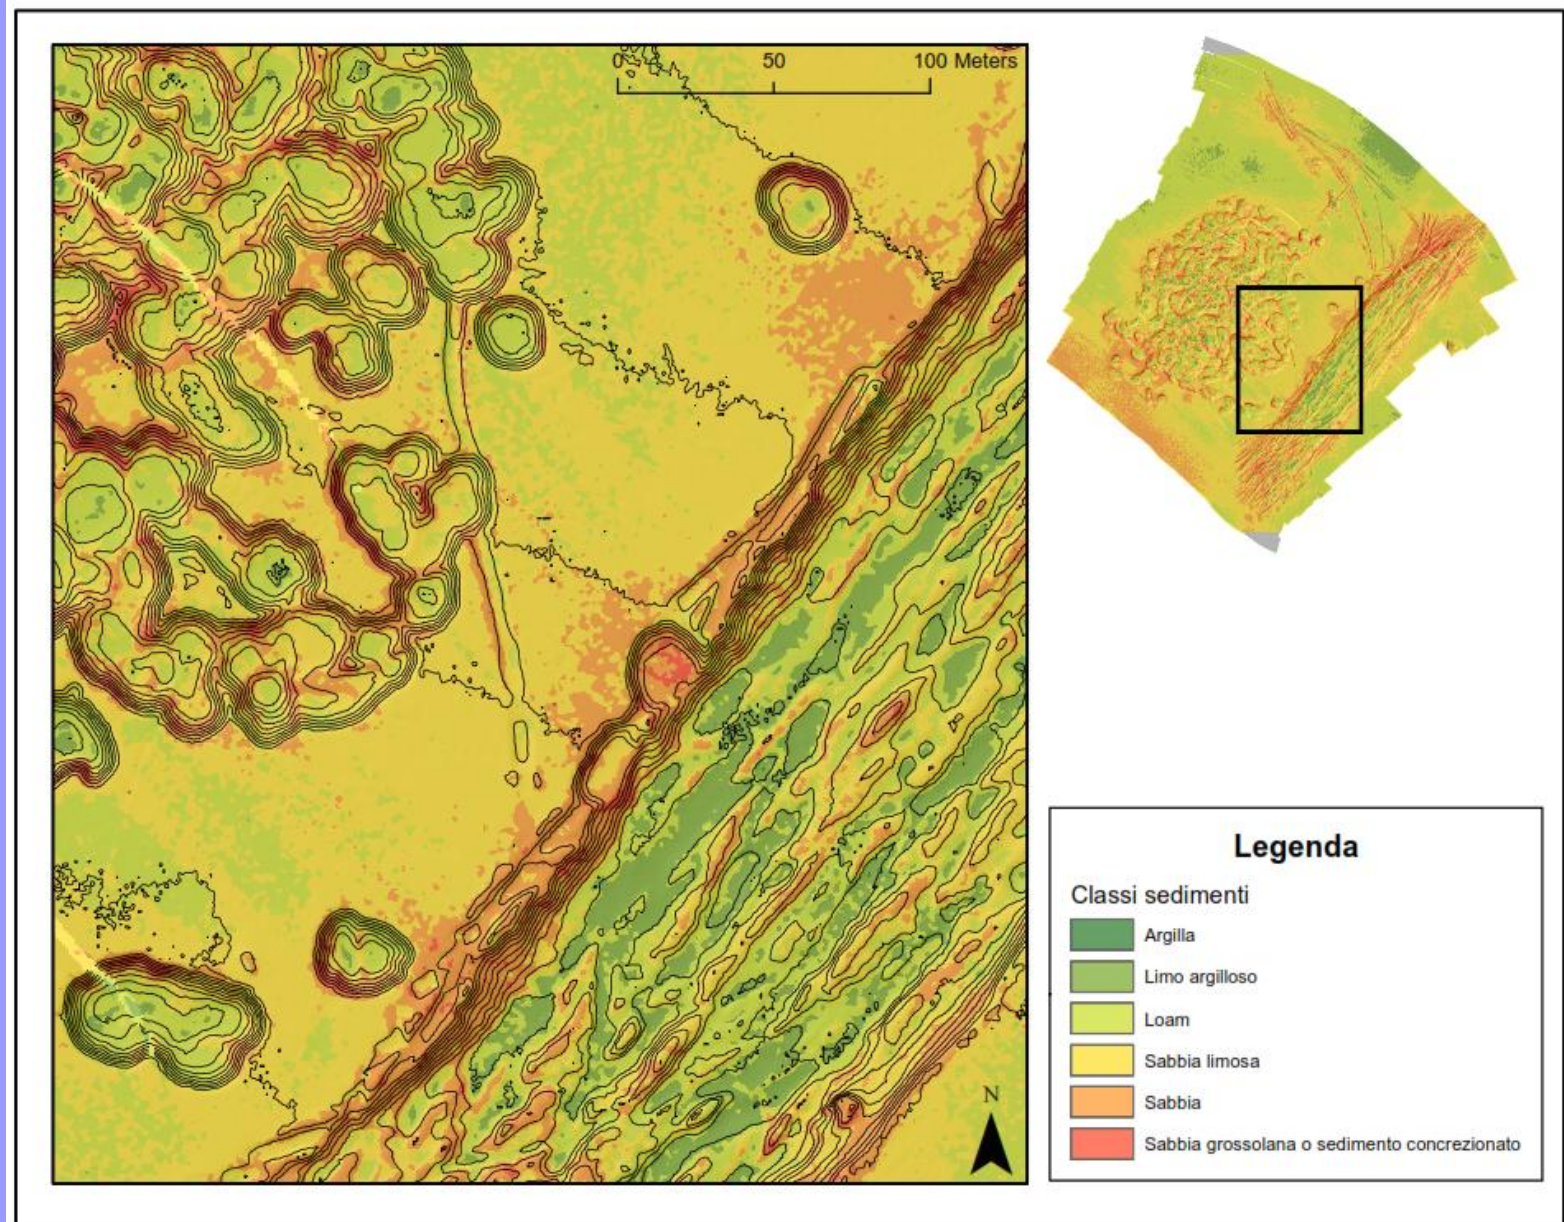 0 50 100 Meters
N
Legenda
Classi sedimenti
Argilla
Limo argilloso
Loam
Sabbia limosa
Sabbia
Sabbia grossolana o sedimento concrezionato